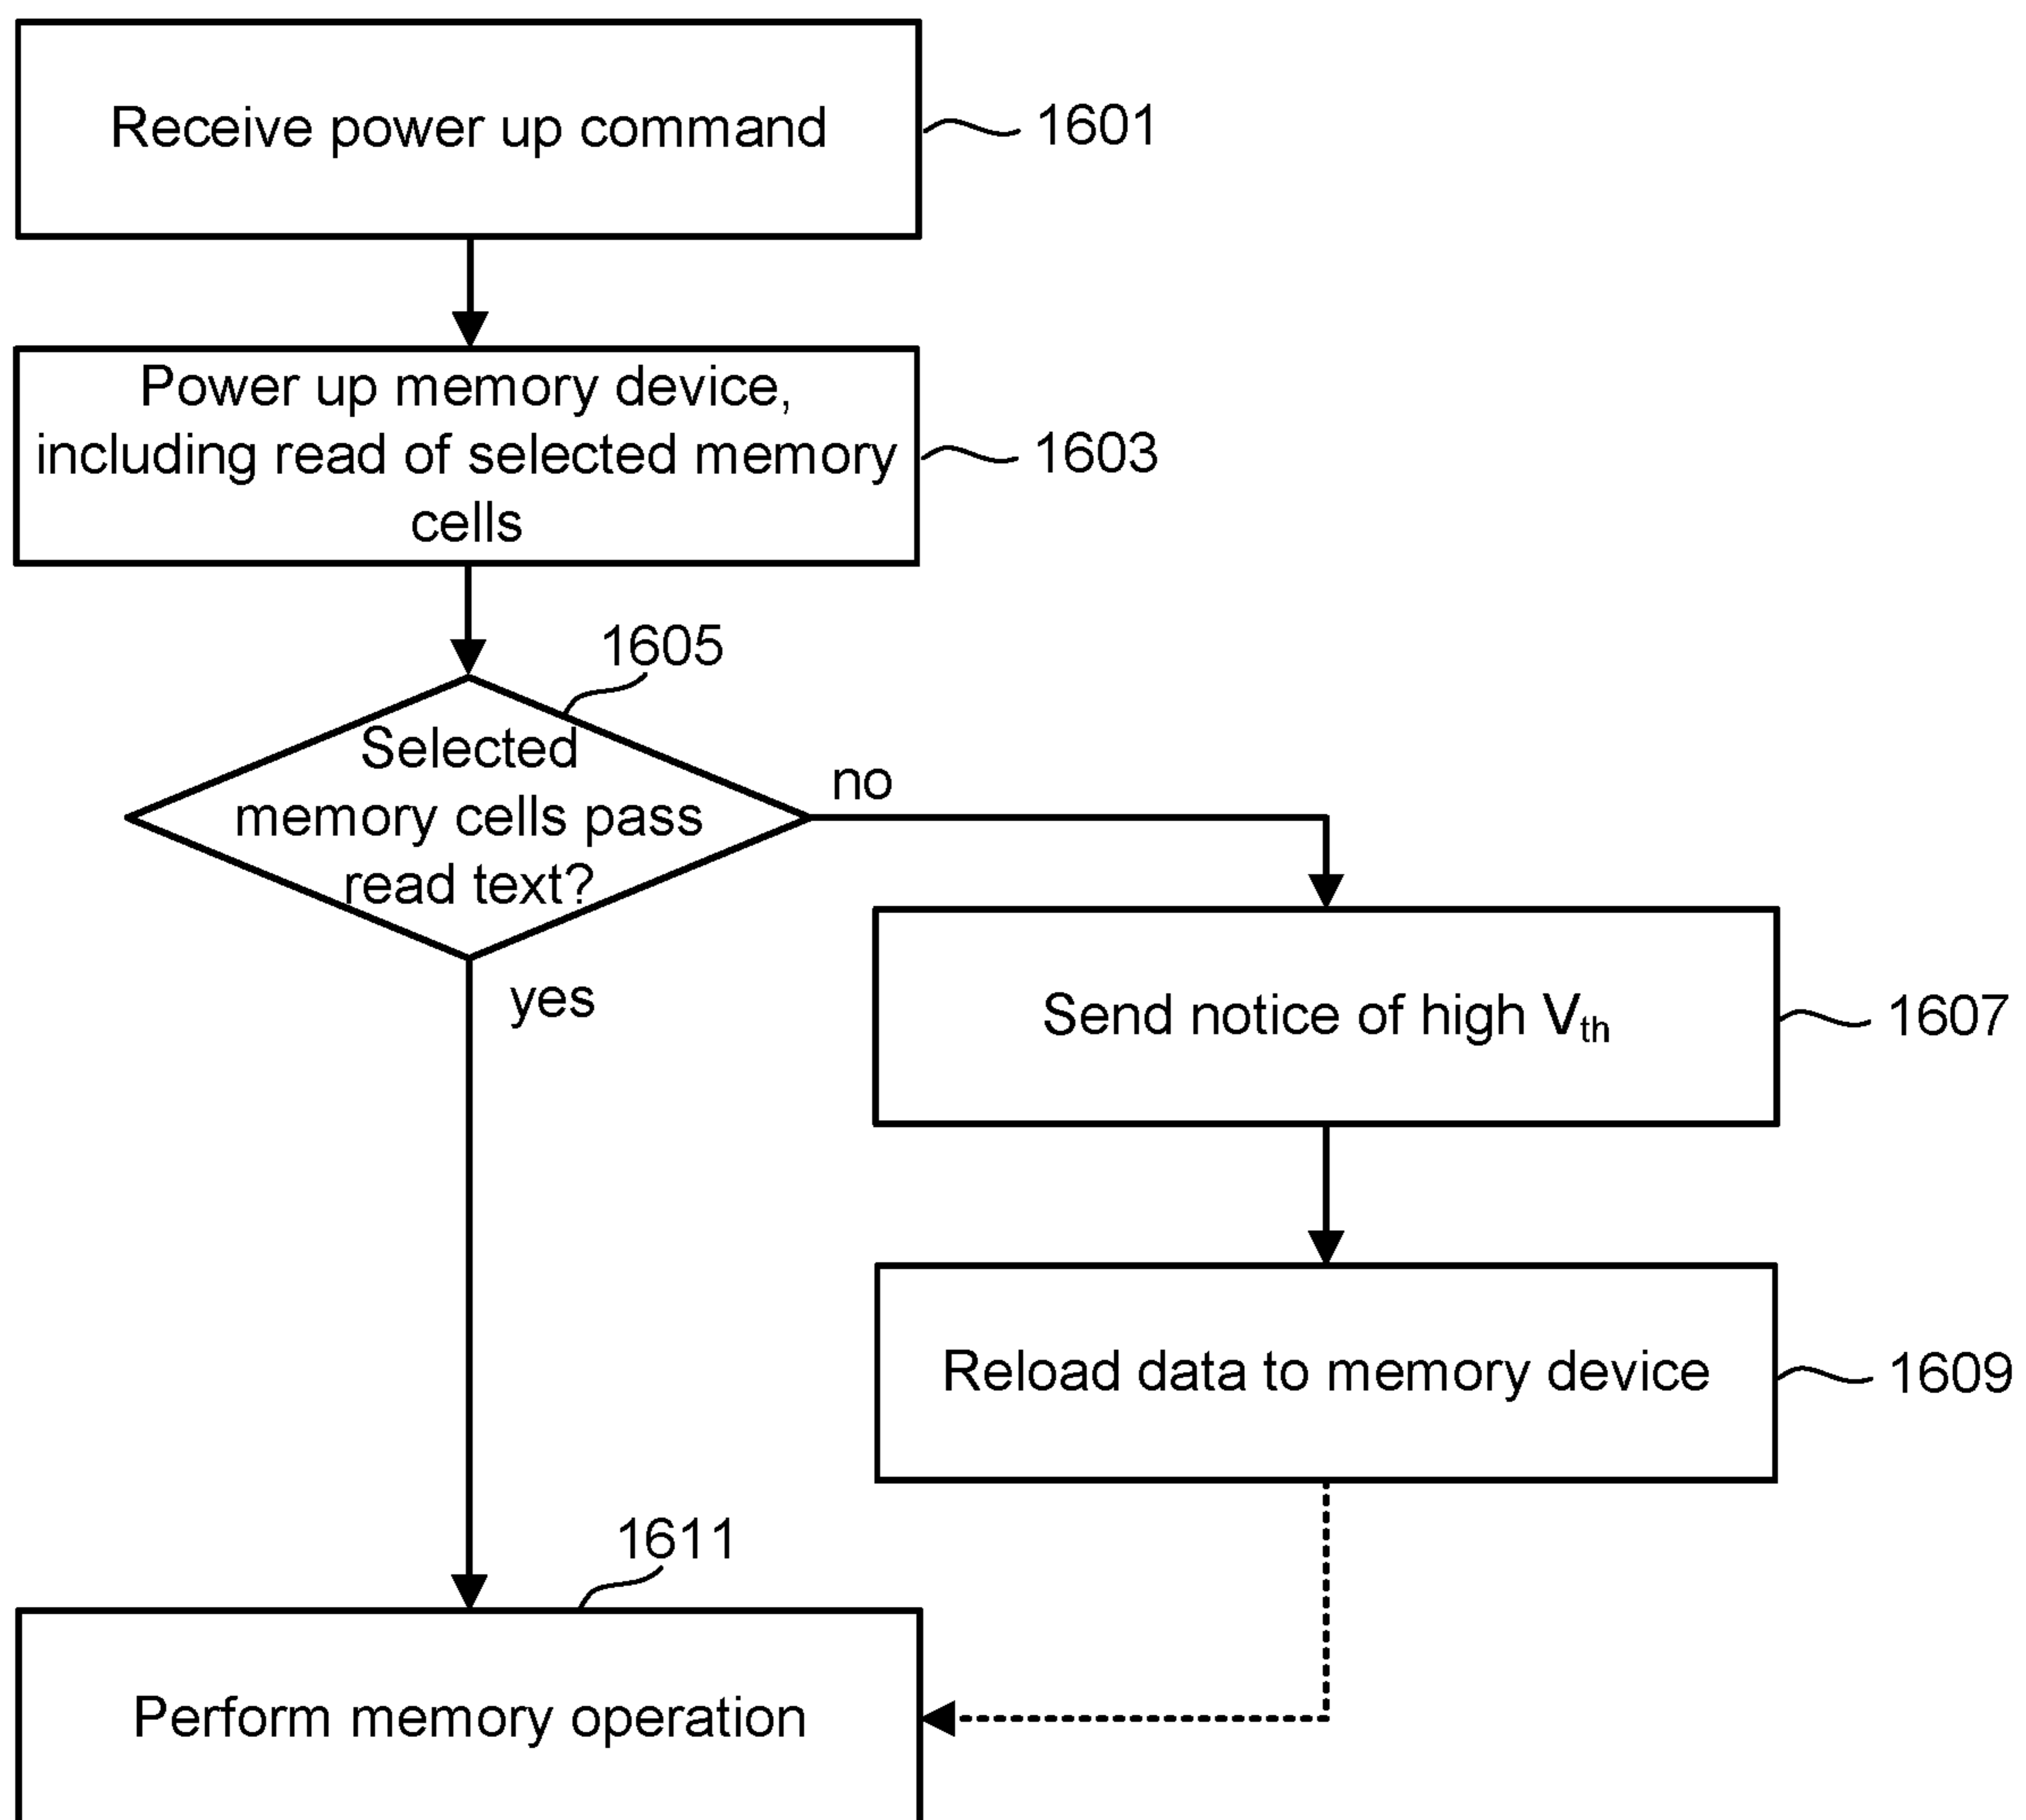 Receive power up command
1601
Power up memory device,
including read of selected memory
cells
1603
1605
Selected
memory cells pass
read text?
no
yes
Send notice of high Vth
1607
Reload data to memory device
1609
1611
Perform memory operation